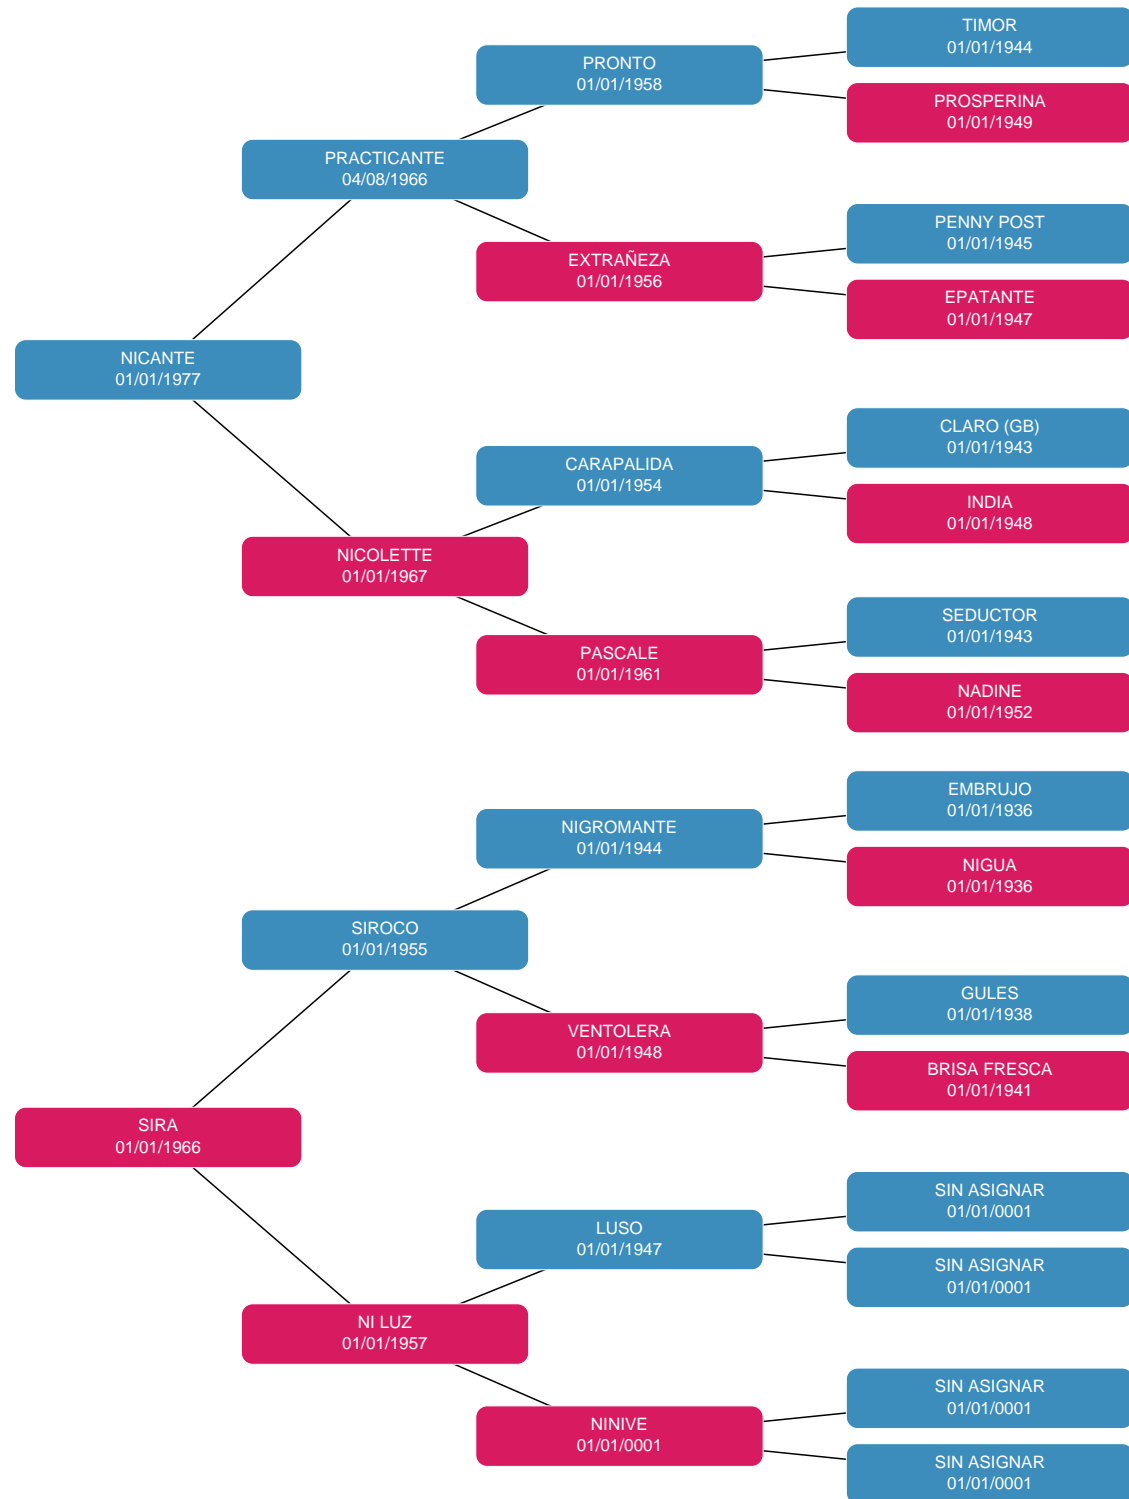 TIMOR
01/01/1944
PRONTO
01/01/1958
PROSPERINA
01/01/1949
PRACTICANTE
04/08/1966
PENNY POST
01/01/1945
EXTRAÑEZA
01/01/1956
EPATANTE
01/01/1947
NICANTE
01/01/1977
CLARO (GB)
01/01/1943
CARAPALIDA
01/01/1954
INDIA
01/01/1948
NICOLETTE
01/01/1967
SEDUCTOR
01/01/1943
PASCALE
01/01/1961
NADINE
01/01/1952
EMBRUJO
01/01/1936
NIGROMANTE
01/01/1944
NIGUA
01/01/1936
SIROCO
01/01/1955
GULES
01/01/1938
VENTOLERA
01/01/1948
BRISA FRESCA
01/01/1941
SIRA
01/01/1966
SIN ASIGNAR
01/01/0001
LUSO
01/01/1947
SIN ASIGNAR
01/01/0001
NI LUZ
01/01/1957
SIN ASIGNAR
01/01/0001
NINIVE
01/01/0001
SIN ASIGNAR
01/01/0001